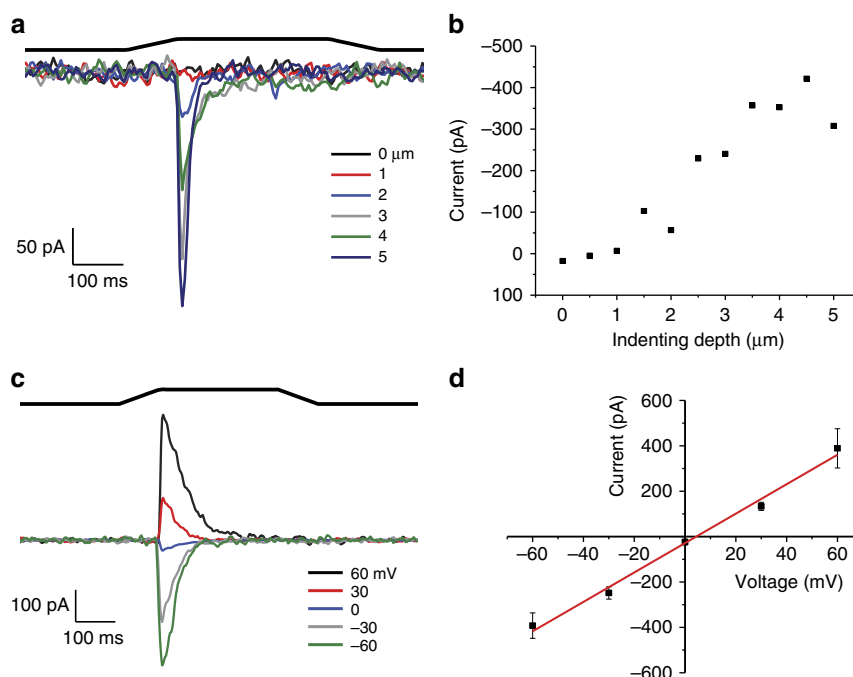 a
0 μm
1
2
3
4
5
50 pA
100 ms
b
−500
−400
−300
−200
−100
0
100
Current (pA)
0 1 2 3 4 5
Indenting depth (μm)
c
60 mV
30
0
−30
−60
100 pA
100 ms
d
600
400
200
−200
−400
−600
Current (pA)
−60 −40 −20 0 20 40 60
Voltage (mV)